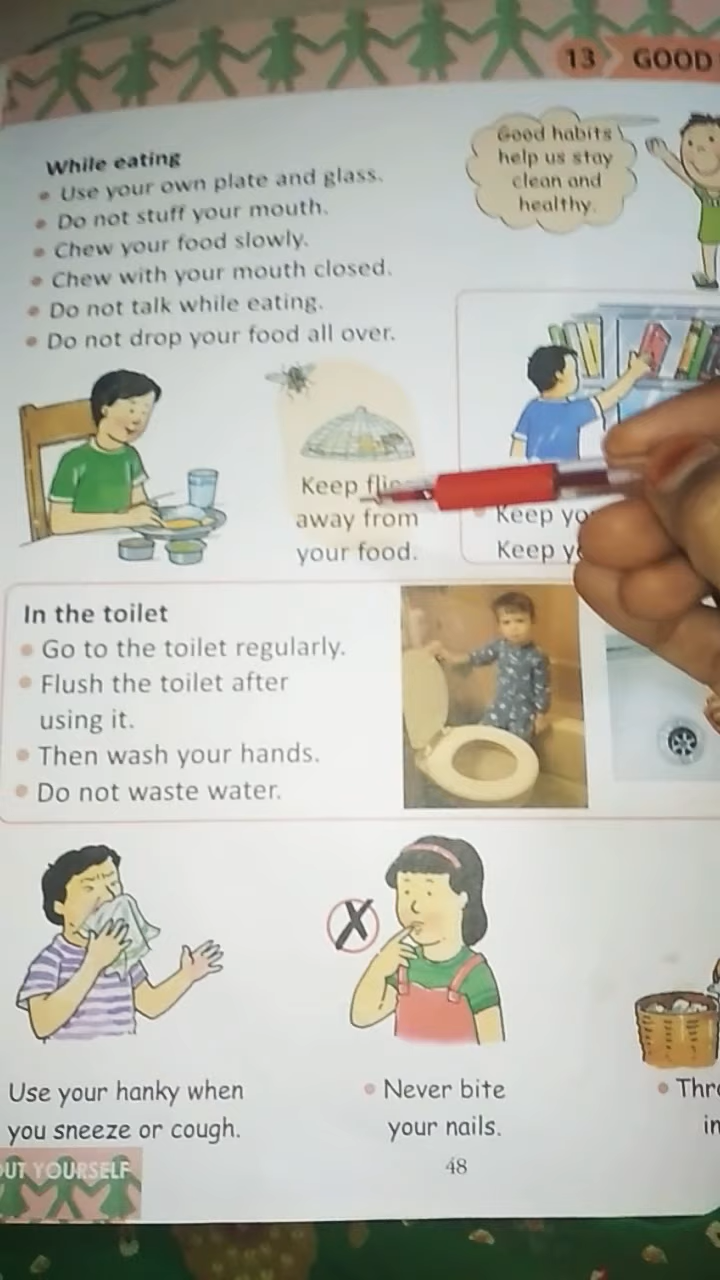 13 GOOD
While eating
• Use your own plate and glass.
• Do not stuff your mouth.
• Chew your food slowly.
• Chew with your mouth closed.
• Do not talk while eating.
• Do not drop your food all over.
Good habits
help us stay
clean and
healthy.
Keep
away from
your food.
• Keep
Keep
In the toilet
• Go to the toilet regularly.
• Flush the toilet after
using it.
• Then wash your hands.
• Do not waste water.
Use your hanky when
you sneeze or cough.
• Never bite
your nails.
•
in
YOURSELF
48